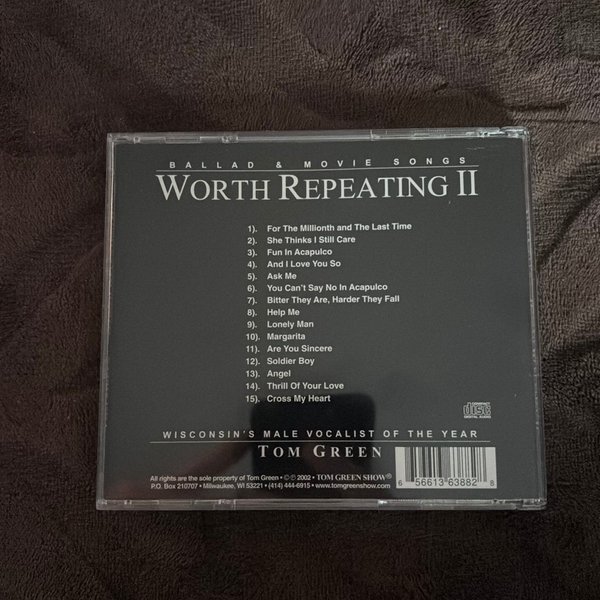 BALLAD & MOVIE SONGS
WORTH REPEATING II
1). For The Millionth and The Last Time
2). She Thinks I Still Care
3). Fun In Acapulco
4). And I Love You So
5). Ask Me
6). You Can't Say No In Acapulco
7). Bitter They Are, Harder They Fall
8). Help Me
9). Lonely Man
10). Margarita
11). Are You Sincere
12). Soldier Boy
13). Angel
14). Thrill Of Your Love
15). Cross My Heart
COMPACT
disc
DIGITAL AUDIO
WISCONSIN'S MALE VOCALIST OF THE YEAR
TOM GREEN
All rights are the sole property of Tom Green • ©℗ 2002 • TOM GREEN SHOW®
P.O. Box 210707 • Milwaukee, WI 53221 • (414) 444-6915 • www.tomgreenshow.com
6 56613 63882 8